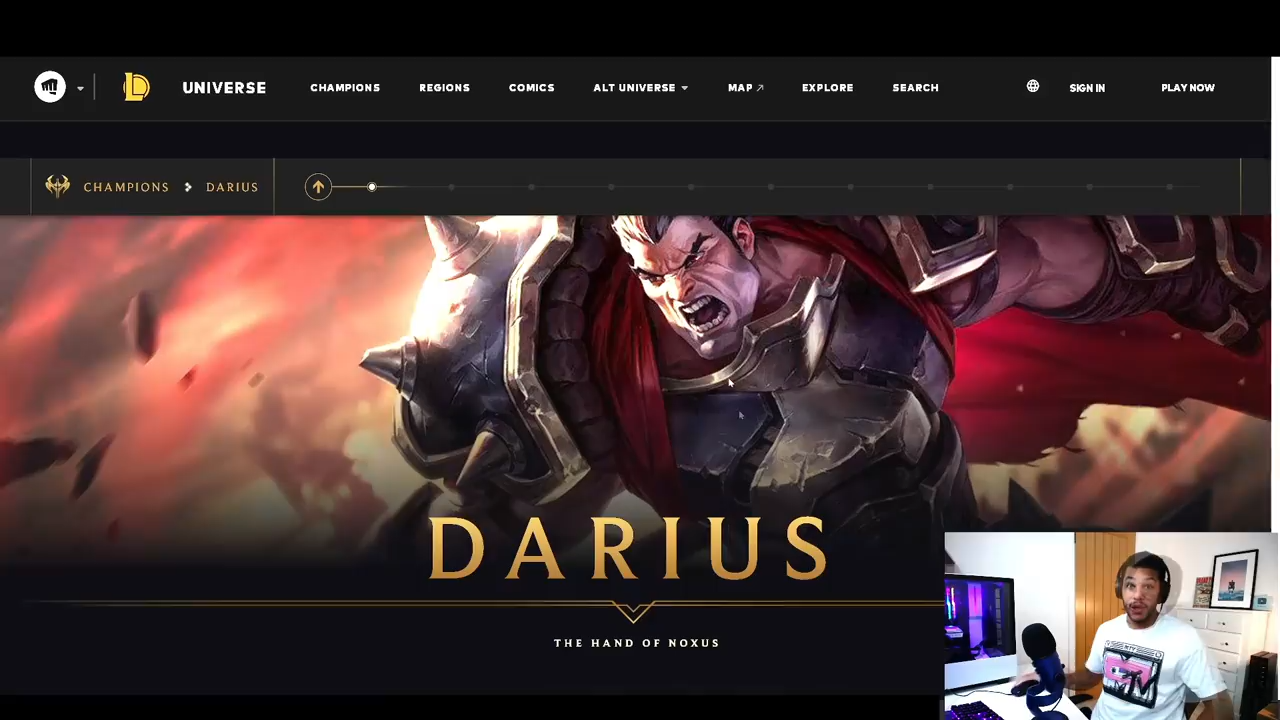 UNIVERSE CHAMPIONS REGIONS COMICS ALT UNIVERSE MAP EXPLORE SEARCH SIGN IN PLAY NOW
CHAMPIONS DARIUS
DARIUS
THE HAND OF NOXUS